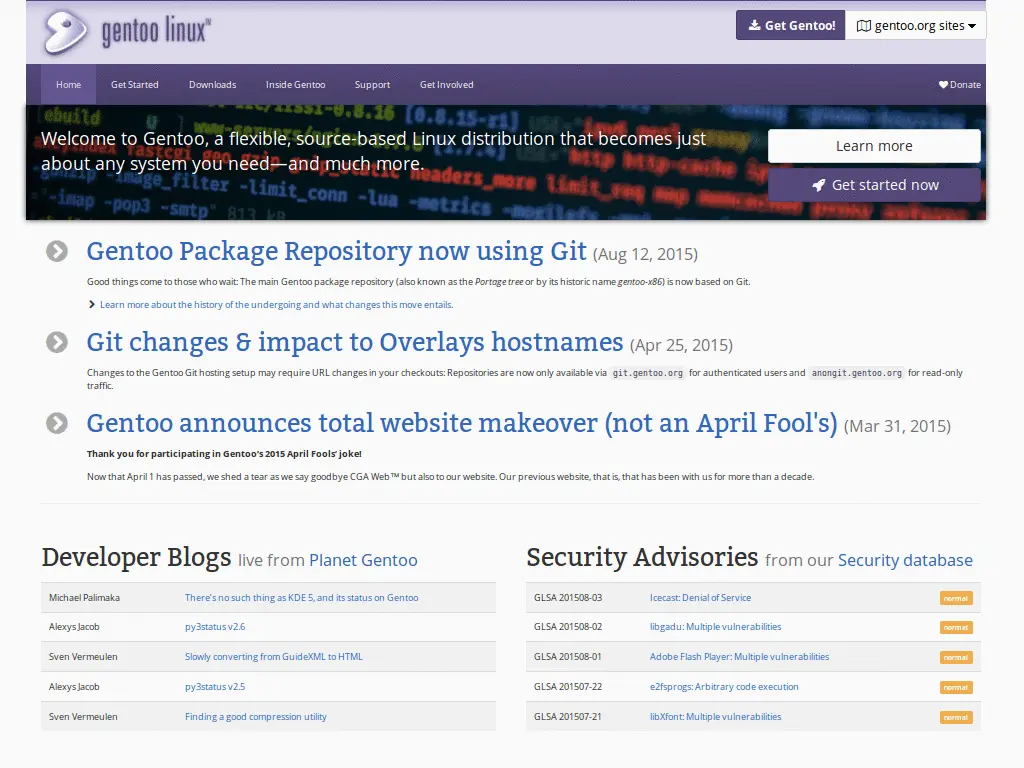 gentoo linux™
Get Gentoo!
gentoo.org sites
Home
Get Started
Downloads
Inside Gentoo
Support
Get Involved
Donate
Welcome to Gentoo, a flexible, source-based Linux distribution that becomes just
about any system you need—and much more.
Learn more
Get started now
Gentoo Package Repository now using Git (Aug 12, 2015)
Good things come to those who wait: The main Gentoo package repository (also known as the Portage tree or by its historic name gentoo-x86) is now based on Git.
Learn more about the history of the undergoing and what changes this move entails.
Git changes & impact to Overlays hostnames (Apr 25, 2015)
Changes to the Gentoo Git hosting setup may require URL changes in your checkouts: Repositories are now only available via git.gentoo.org for authenticated users and anongit.gentoo.org for read-only
traffic.
Gentoo announces total website makeover (not an April Fool's) (Mar 31, 2015)
Thank you for participating in Gentoo's 2015 April Fools' joke!
Now that April 1 has passed, we shed a tear as we say goodbye CGA Web™ but also to our website. Our previous website, that is, that has been with us for more than a decade.
Developer Blogs live from Planet Gentoo
Michael Palimaka There's no such thing as KDE 5, and its status on Gentoo
Alexys Jacob py3status v2.6
Sven Vermeulen Slowly converting from GuideXML to HTML
Alexys Jacob py3status v2.5
Sven Vermeulen Finding a good compression utility
Security Advisories from our Security database
GLSA 201508-03 Icecast: Denial of Service normal
GLSA 201508-02 libgadu: Multiple vulnerabilities normal
GLSA 201508-01 Adobe Flash Player: Multiple vulnerabilities normal
GLSA 201507-22 e2fsprogs: Arbitrary code execution normal
GLSA 201507-21 libXfont: Multiple vulnerabilities normal